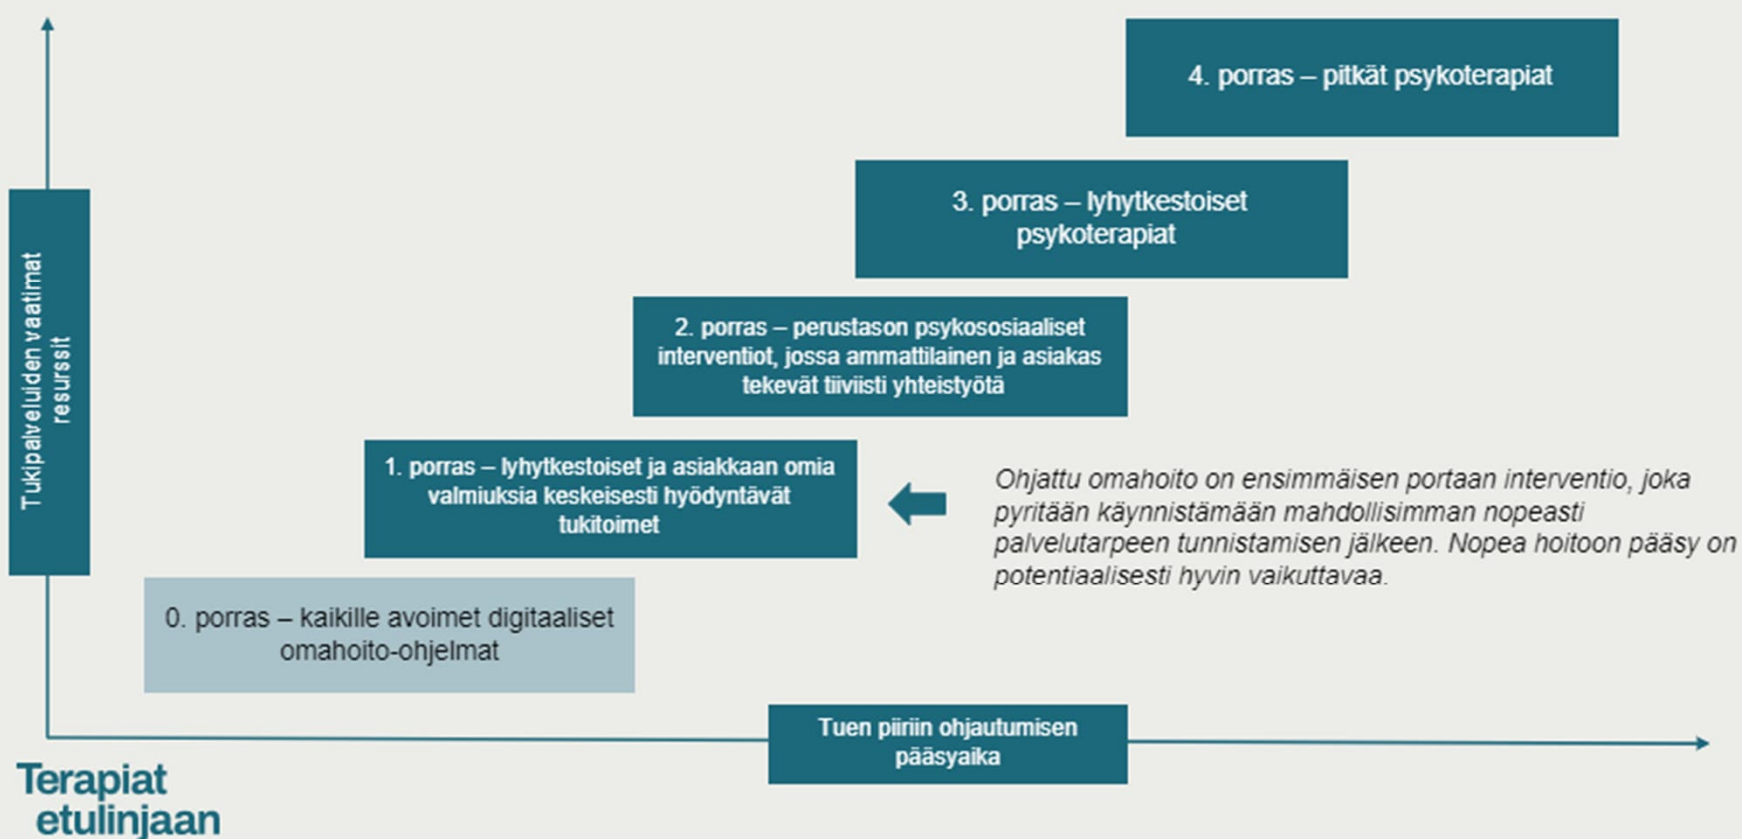 4. porras – pitkät psykoterapiat
3. porras – lyhytkestoiset
psykoterapiat
2. porras – perustason psykososiaaliset
interventiot, jossa ammattilainen ja asiakas
tekevät tiiviisti yhteistyötä
1. porras – lyhytkestoiset ja asiakkaan omia
valmiuksia keskeisesti hyödyntävät
tukitoimet
Ohjattu omahoito on ensimmäisen portaan interventio, joka
pyritään käynnistämään mahdollisimman nopeasti
palvelutarpeen tunnistamisen jälkeen. Nopea hoitoon pääsy on
potentiaalisesti hyvin vaikuttavaa.
0. porras – kaikille avoimet digitaaliset
omahoito-ohjelmat
Tukipalveluiden vaatimat
resurssit
Tuen piiriin ohjautumisen
pääsyaika
Terapiat
etulinjaan